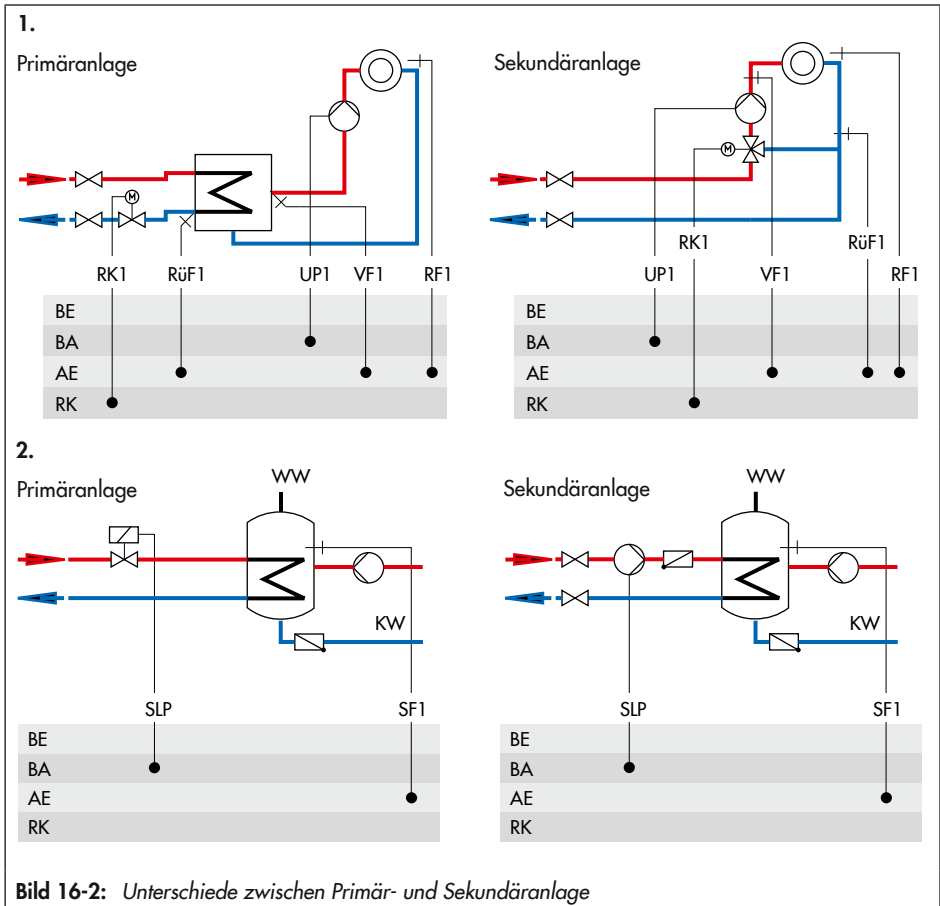 1.
Primäranlage
M
RK1 RüF1 UP1 VF1 RF1
BE
BA
AE
RK
Sekundäranlage
M
RK1
UP1 VF1 RüF1 RF1
BE
BA
AE
RK
2.
Primäranlage
WW
KW
SLP SF1
BE
BA
AE
RK
Sekundäranlage
WW
KW
SLP SF1
BE
BA
AE
RK
Bild 16-2: Unterschiede zwischen Primär- und Sekundäranlage